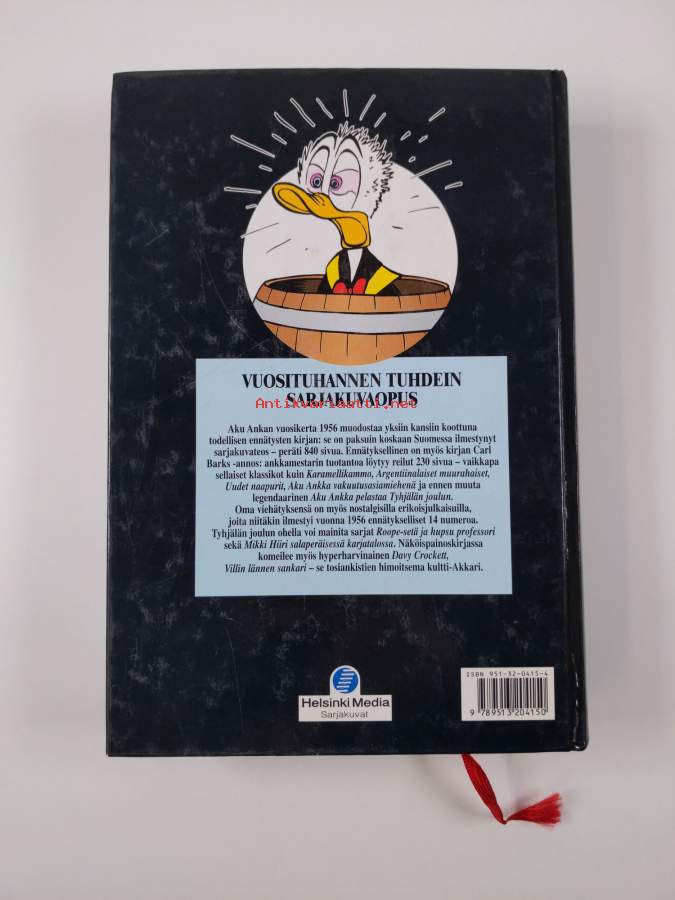 VUOSITUHANNEN TUHDEIN
SARJAKUVAOPUS
Antikvariaatti.net
Aku Ankan vuosikerta 1956 muodostaa yksiin kansiin koottuna
todellisen ennätysten kirjan: se on paksuin koskaan Suomessa ilmestynyt
sarjakuvateos – peräti 840 sivua. Ennätyksellinen on myös kirjan Carl
Barks -annos: ankkamestarin tuotantoa löytyy reilut 230 sivua – vaikkapa
sellaiset klassikot kuin Karamellikammo, Argentiinalaiset muurahaiset,
Uudet naapurit, Aku Ankka vakuutusasiamiehenä ja ennen muuta
legendaarinen Aku Ankka pelastaa Tyhjälän joulun.
Oma viehätyksensä on myös nostalgisilla erikoisjulkaisuilla,
joita niitäkin ilmestyi vuonna 1956 ennätykselliset 14 numeroa.
Tyhjälän joulun ohella voi mainita sarjat Roope-setä ja hupsu professori
sekä Mikki Hiiri salaperäisessä karjatalossa. Näköispainoskirjassa
komeilee myös hyperharvinainen Davy Crockett,
Villin lännen sankari – se tosiankistien himoitsema kultti-Akkari.
Helsinki Media
Sarjakuvat
ISBN 951-32-0415-4
9 789513 204150